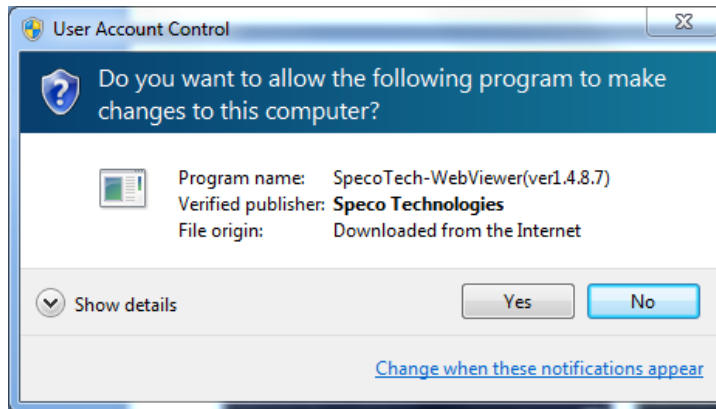 User Account Control
Do you want to allow the following program to make
changes to this computer?
Program name: SpecoTech-WebViewer(ver1.4.8.7)
Verified publisher: Speco Technologies
File origin: Downloaded from the Internet
Show details
Yes
No
Change when these notifications appear